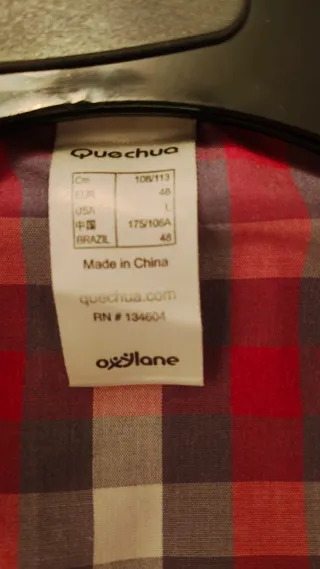 Quechua
Cm 108/113
EUR 48
USA L
中国 175/108A
BRAZIL 48
Made in China
quechua.com
RN # 134604
oxylane